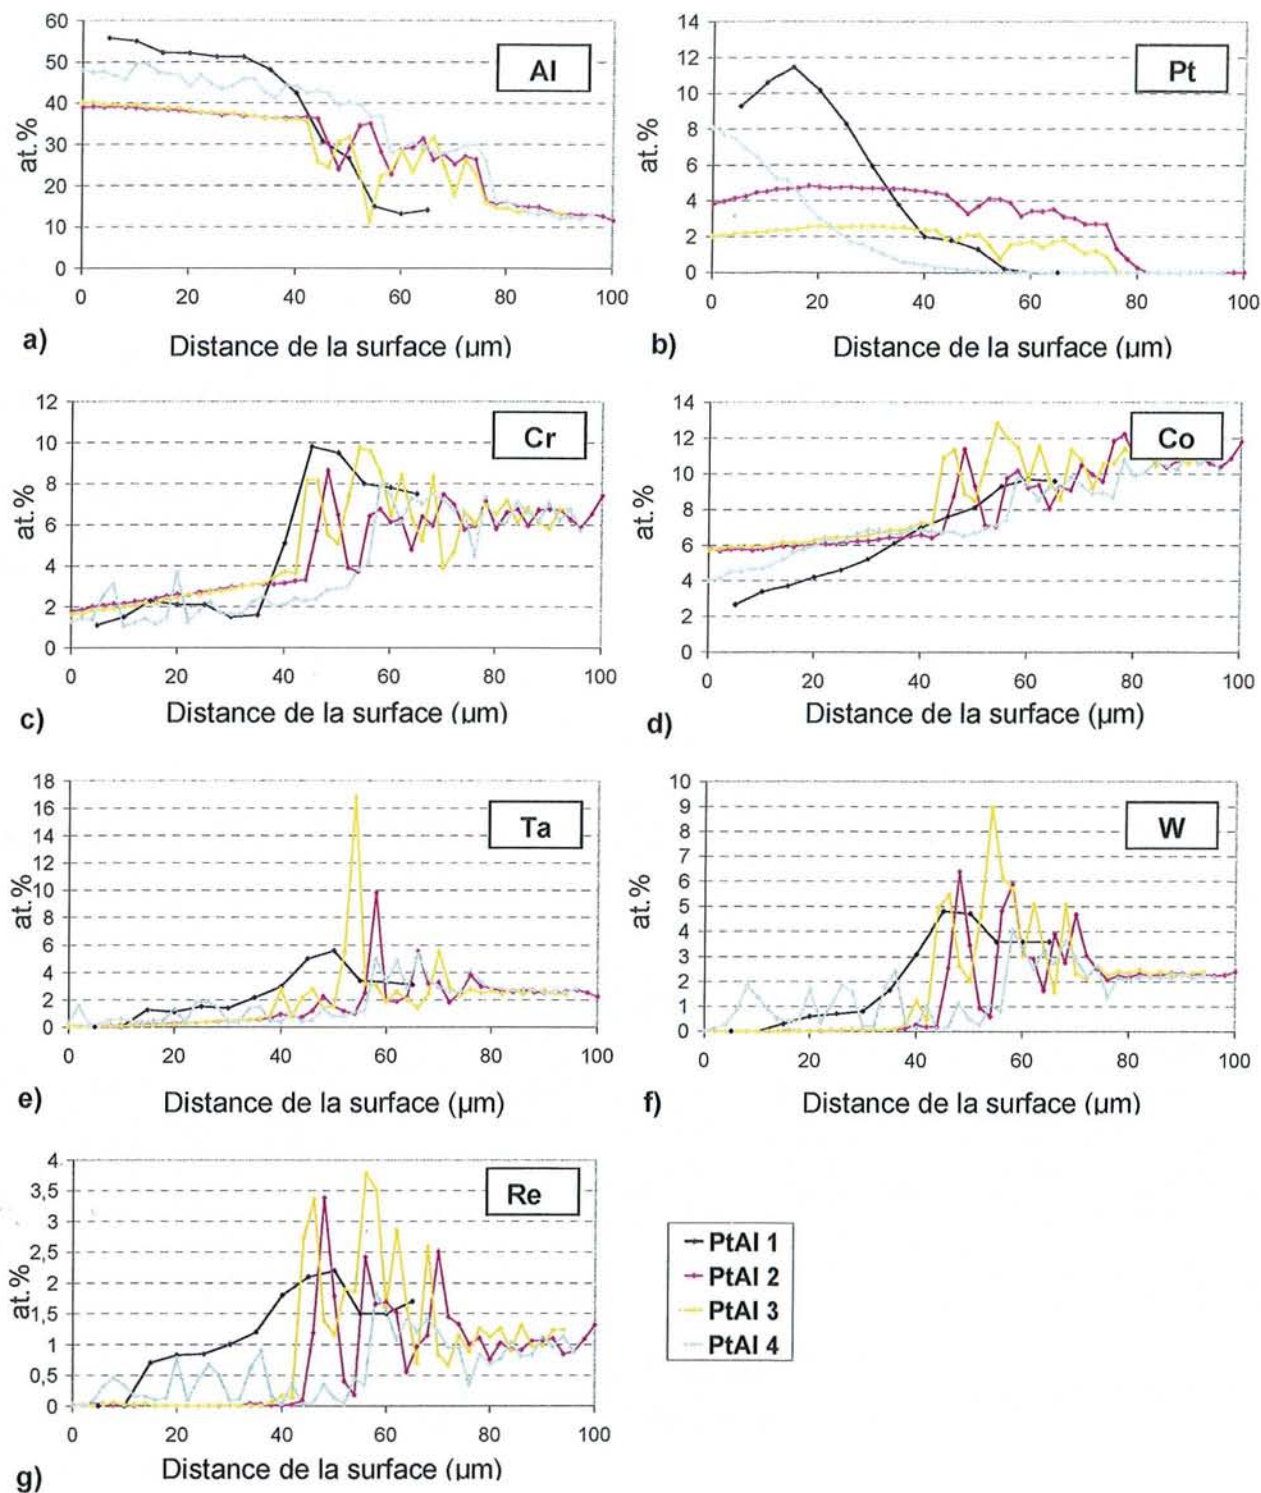 60
50
40
30
20
10
0
at.%
Al
0 20 40 60 80 100
a) Distance de la surface (µm)
14
12
10
8
6
4
2
0
at.%
Pt
0 20 40 60 80 100
b) Distance de la surface (µm)
12
10
8
6
4
2
0
at.%
Cr
0 20 40 60 80 100
c) Distance de la surface (µm)
14
12
10
8
6
4
2
0
at.%
Co
0 20 40 60 80 100
d) Distance de la surface (µm)
18
16
14
12
10
8
6
4
2
0
at.%
Ta
0 20 40 60 80 100
e) Distance de la surface (µm)
10
9
8
7
6
5
4
3
2
1
0
at.%
W
0 20 40 60 80 100
f) Distance de la surface (µm)
4
3,5
3
2,5
2
1,5
1
0,5
0
at.%
Re
0 20 40 60 80 100
g) Distance de la surface (µm)
PtAl 1
PtAl 2
PtAl 3
PtAl 4